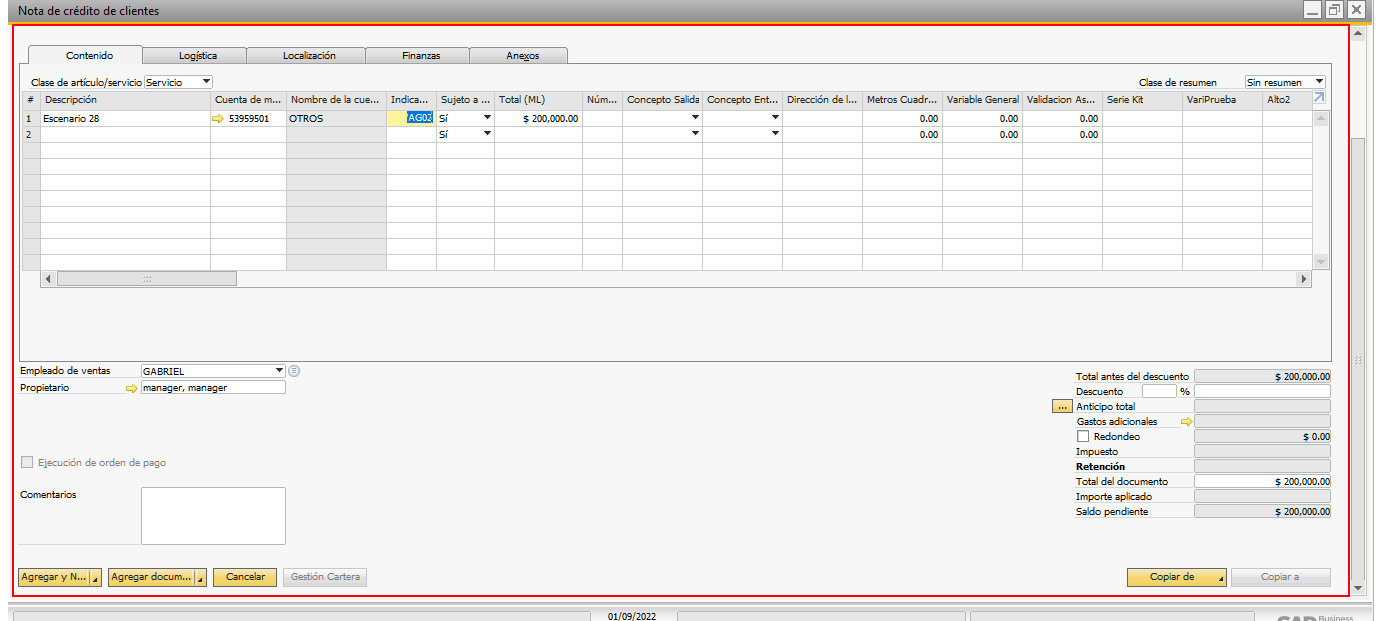 Nota de crédito de clientes
Contenido Logística Localización Finanzas Anexos
Clase de artículo/servicio Servicio Clase de resumen Sin resumen
# Descripción Cuenta de m... Nombre de la cue... Indica... Sujeto a ... Total (ML) Núm... Concepto Salida Concepto Ent... Dirección de l... Metros Cuadr... Variable General Validacion As... Serie Kit VariPrueba Alto2
1 Escenario 28 53959501 OTROS AG02 Sí $ 200,000.00 0.00 0.00 0.00
2 Sí 0.00 0.00 0.00
Empleado de ventas GABRIEL
Propietario manager, manager
Total antes del descuento $ 200,000.00
Descuento %
... Anticipo total
Gastos adicionales
Redondeo $ 0.00
Impuesto
Retención
Total del documento $ 200,000.00
Importe aplicado
Saldo pendiente $ 200,000.00
Ejecución de orden de pago
Comentarios
Agregar y N... Agregar docum... Cancelar Gestión Cartera Copiar de Copiar a
01/09/2022
SAP Business